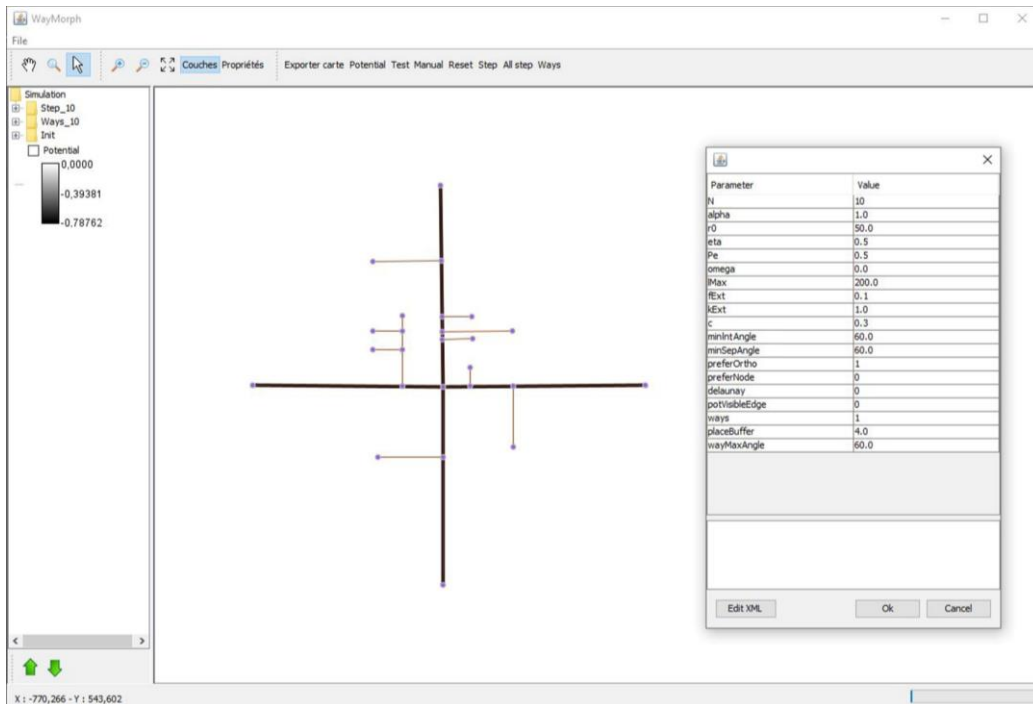 WayMorph
File
Couches Propriétés Exporter carte Potential Test Manual Reset Step All step Ways
Simulation
Step_10
Ways_10
Init
Potential
0,0000
-0,39381
-0,78762
Parameter Value
N 10
alpha 1.0
r0 50.0
eta 0.5
Pe 0.5
omega 0.0
lMax 200.0
fExt 0.1
kExt 1.0
c 0.3
minIntAngle 60.0
minSepAngle 60.0
preferOrtho 1
preferNode 0
delaunay 0
potVisibleEdge 0
ways 1
placeBuffer 4.0
wayMaxAngle 60.0
Edit XML Ok Cancel
X : -770,266 - Y : 543,602